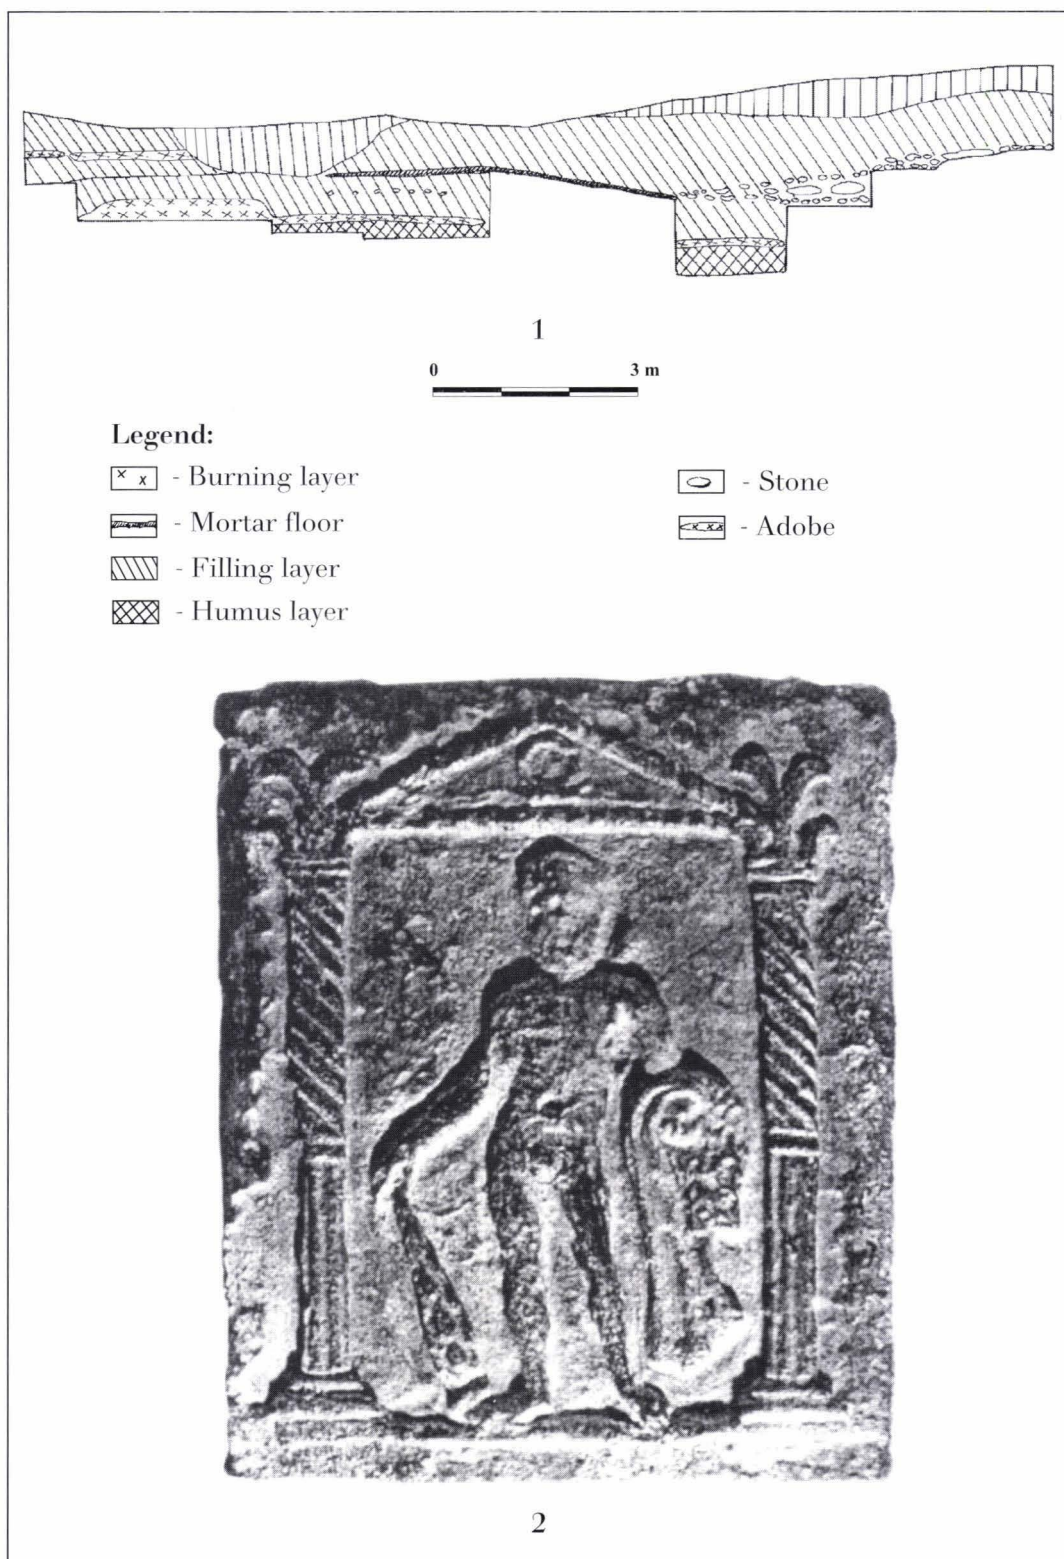 1
0 3 m
Legend:
- Burning layer
- Mortar floor
- Filling layer
- Humus layer
- Stone
- Adobe
2